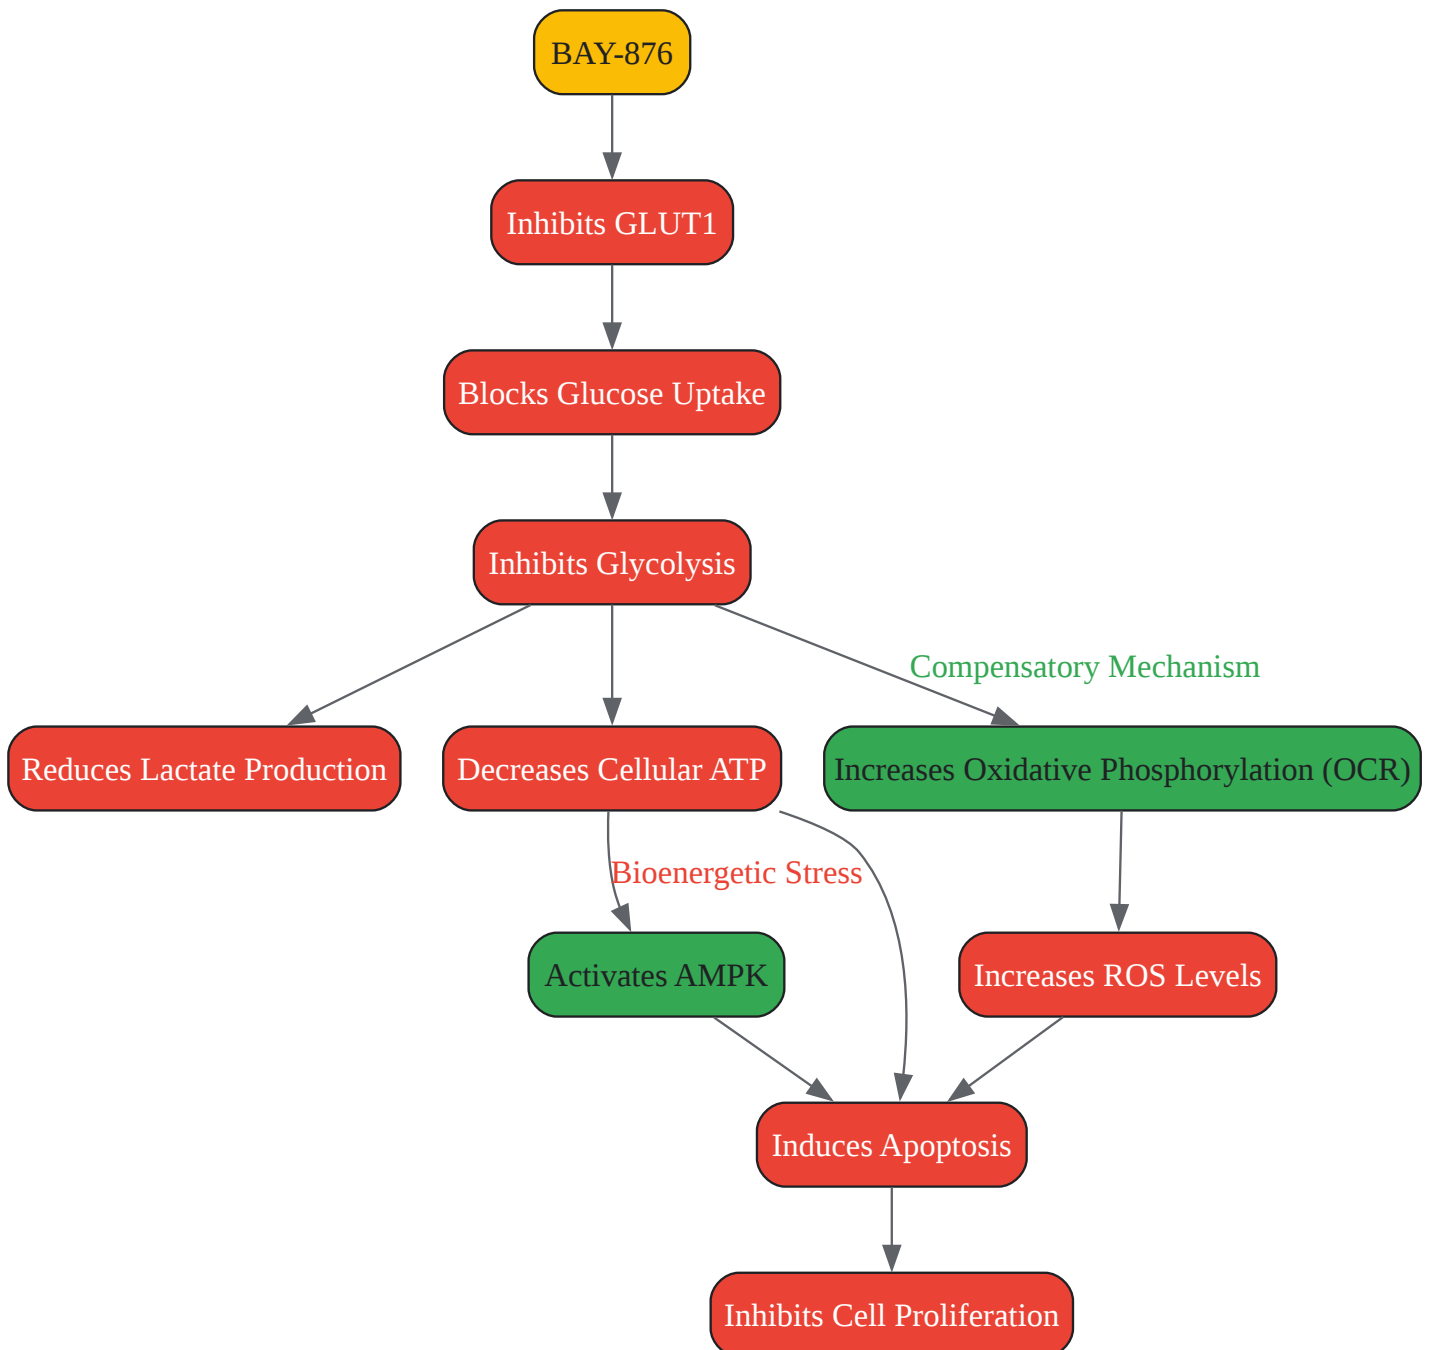 BAY-876
Inhibits GLUT1
Blocks Glucose Uptake
Inhibits Glycolysis
Compensatory Mechanism
Reduces Lactate Production
Decreases Cellular ATP
Increases Oxidative Phosphorylation (OCR)
Bioenergetic Stress
Activates AMPK
Increases ROS Levels
Induces Apoptosis
Inhibits Cell Proliferation